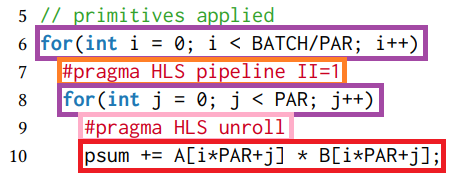 5 // primitives applied
6 for(int i = 0; i < BATCH/PAR; i++)
7 #pragma HLS pipeline II=1
8 for(int j = 0; j < PAR; j++)
9 #pragma HLS unroll
10 psum += A[i*PAR+j] * B[i*PAR+j];